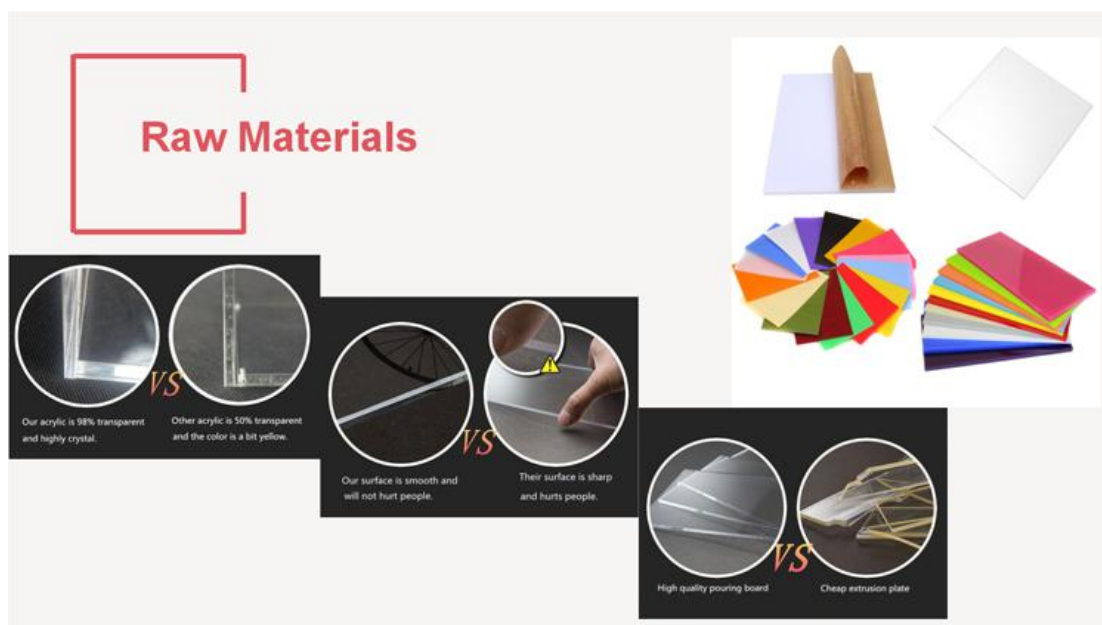 Raw Materials
VS
Our acrylic is 98% transparent
and highly crystal.
Other acrylic is 50% transparent
and the color is a bit yellow.
VS
Our surface is smooth and
will not hurt people.
Their surface is sharp
and hurts people.
VS
High quality pouring board
Cheap extrusion plate